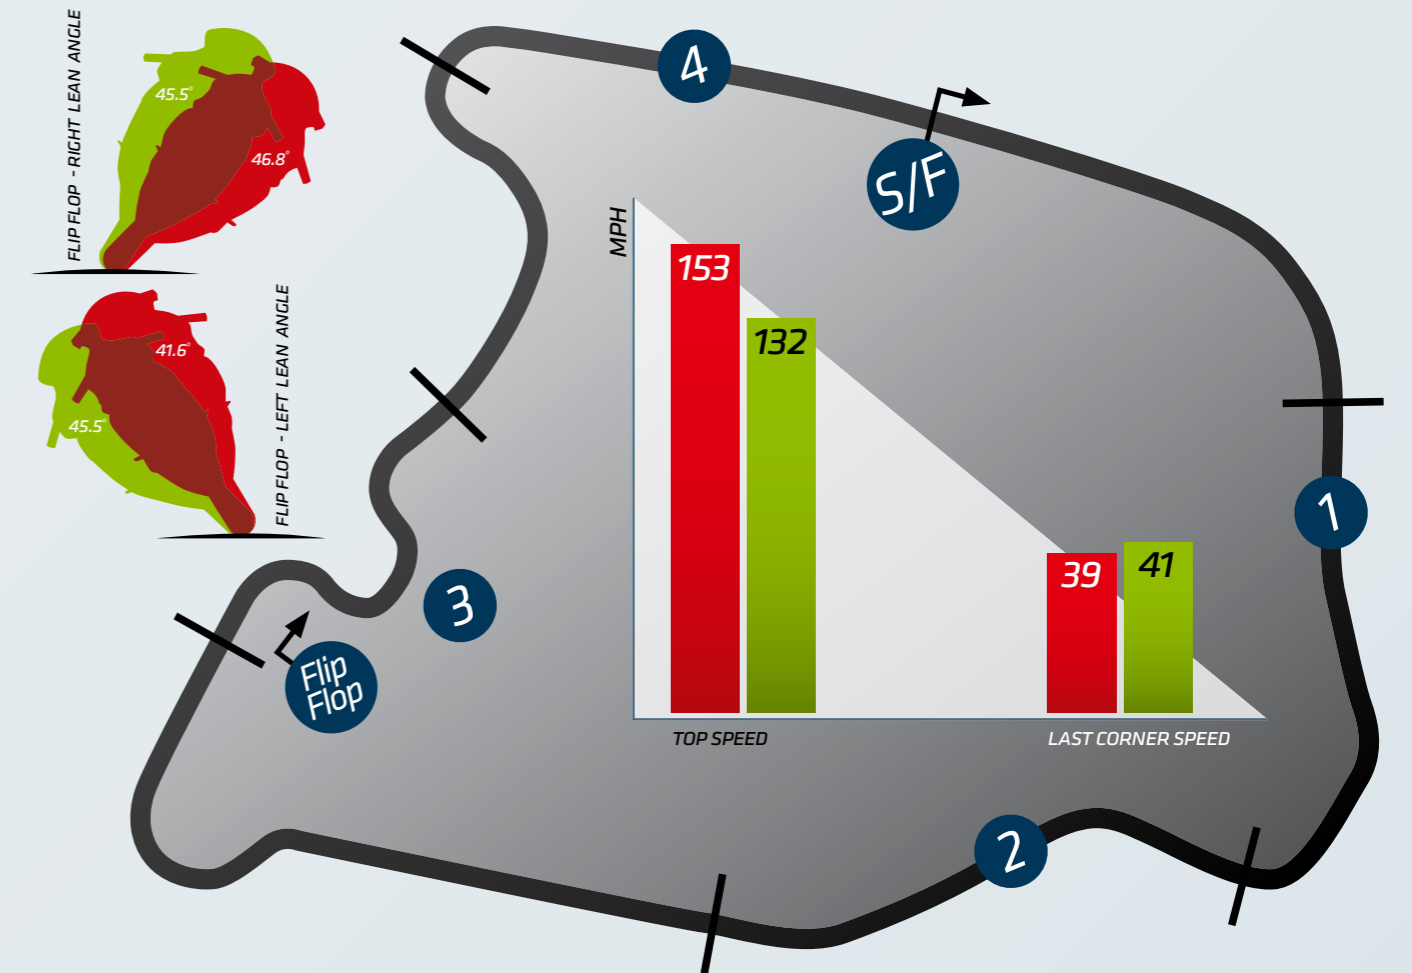 FLIP FLOP - RIGHT LEAN ANGLE
45.5°
46.8°
FLIP FLOP - LEFT LEAN ANGLE
41.6°
45.5°
4
S/F
MPH
153
132
39
41
TOP SPEED
LAST CORNER SPEED
1
3
Flip
Flop
2